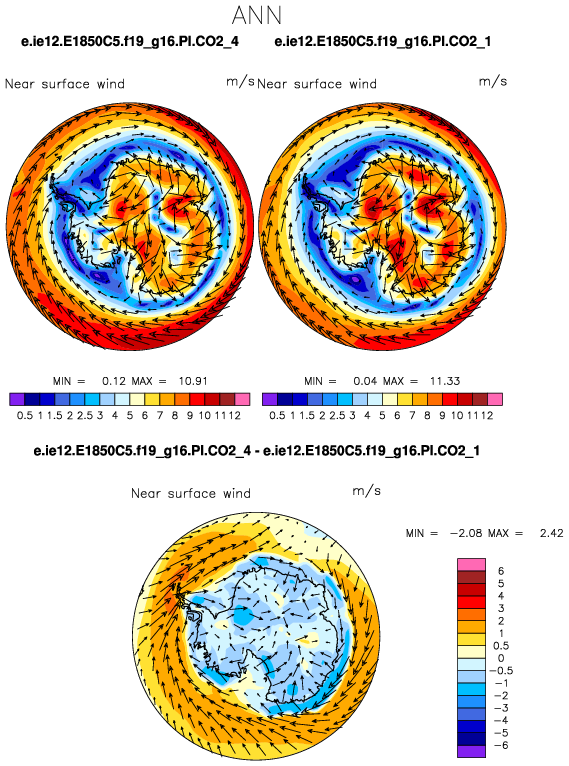 ANN
e.ie12.E1850C5.f19_g16.PI.CO2_4 e.ie12.E1850C5.f19_g16.PI.CO2_1
Near surface wind m/s Near surface wind m/s
MIN = 0.12 MAX = 10.91 MIN = 0.04 MAX = 11.33
0.5 1 1.5 2 2.5 3 4 5 6 7 8 9 10 11 12 0.5 1 1.5 2 2.5 3 4 5 6 7 8 9 10 11 12
e.ie12.E1850C5.f19_g16.PI.CO2_4 - e.ie12.E1850C5.f19_g16.PI.CO2_1
Near surface wind m/s
MIN = -2.08 MAX = 2.42
6
5
4
3
2
1
0.5
0
-0.5
-1
-2
-3
-4
-5
-6